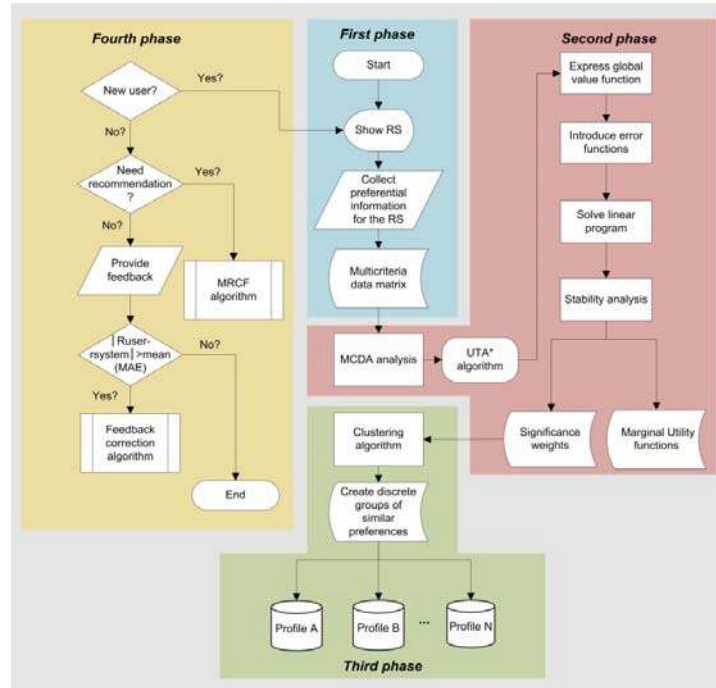 Fourth phase
New user?
Yes?
No?
Need
recommendation
?
Yes?
No?
Provide
feedback
MRCF
algorithm
|Ruser-
rsystem|>mean
(MAE)
No?
Yes?
Feedback
correction
algorithm
End
First phase
Start
Show RS
Collect
preferential
information
for the RS
Multicriteria
data matrix
Second phase
MCDA analysis
UTA*
algorithm
Express global
value function
Introduce error
functions
Solve linear
program
Stability analysis
Significance
weights
Marginal Utility
functions
Clustering
algorithm
Create discrete
groups of
similar
preferences
Profile A
Profile B
...
Profile N
Third phase